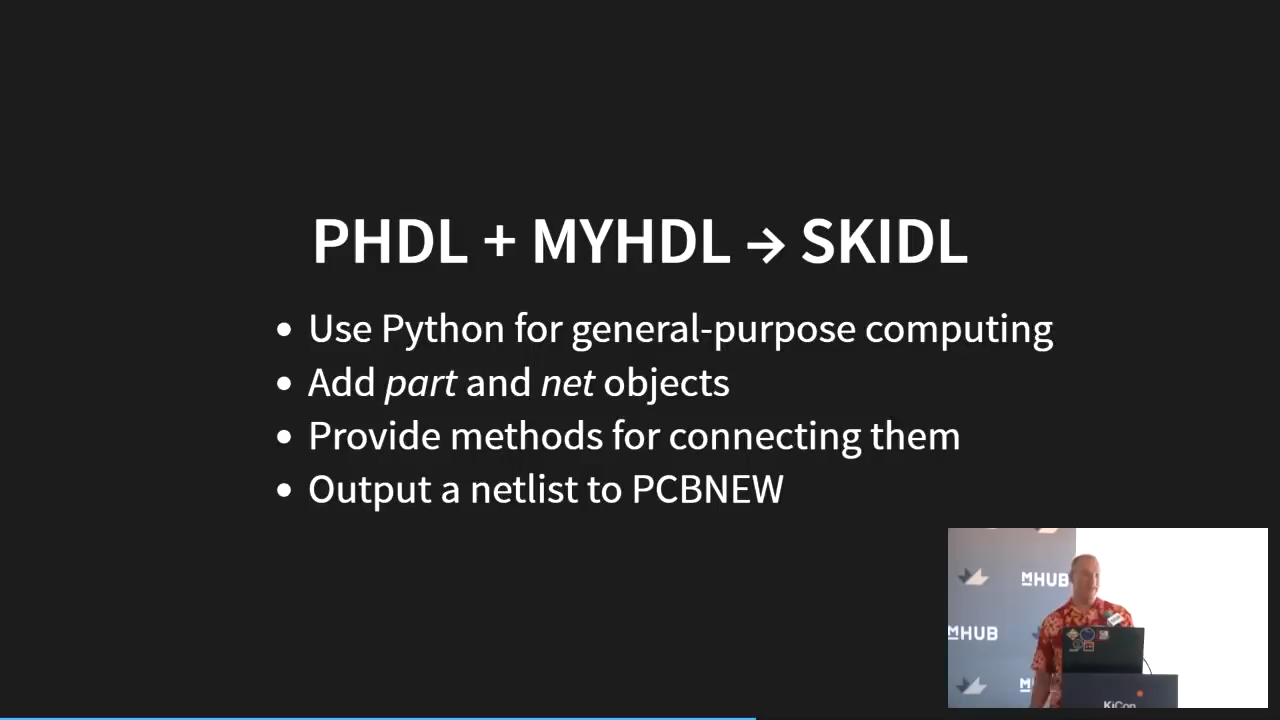 PHDL + MYHDL → SKIDL
• Use Python for general-purpose computing
• Add part and net objects
• Provide methods for connecting them
• Output a netlist to PCBNEW
MHUB
MHUB
M
KiCon